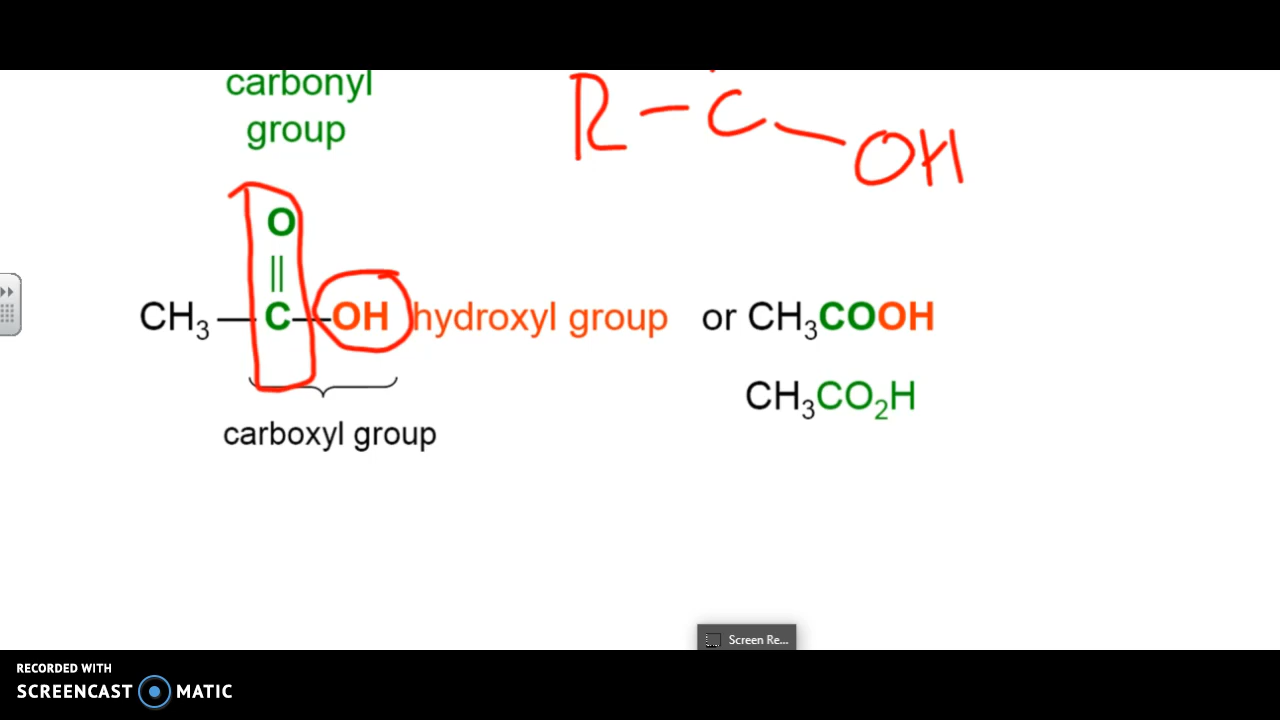 carbonyl
group
R - C - OH
O
||
CH₃—C—OH hydroxyl group or CH₃COOH
CH₃CO₂H
carboxyl group
Screen Re...
RECORDED WITH
SCREENCAST MATIC